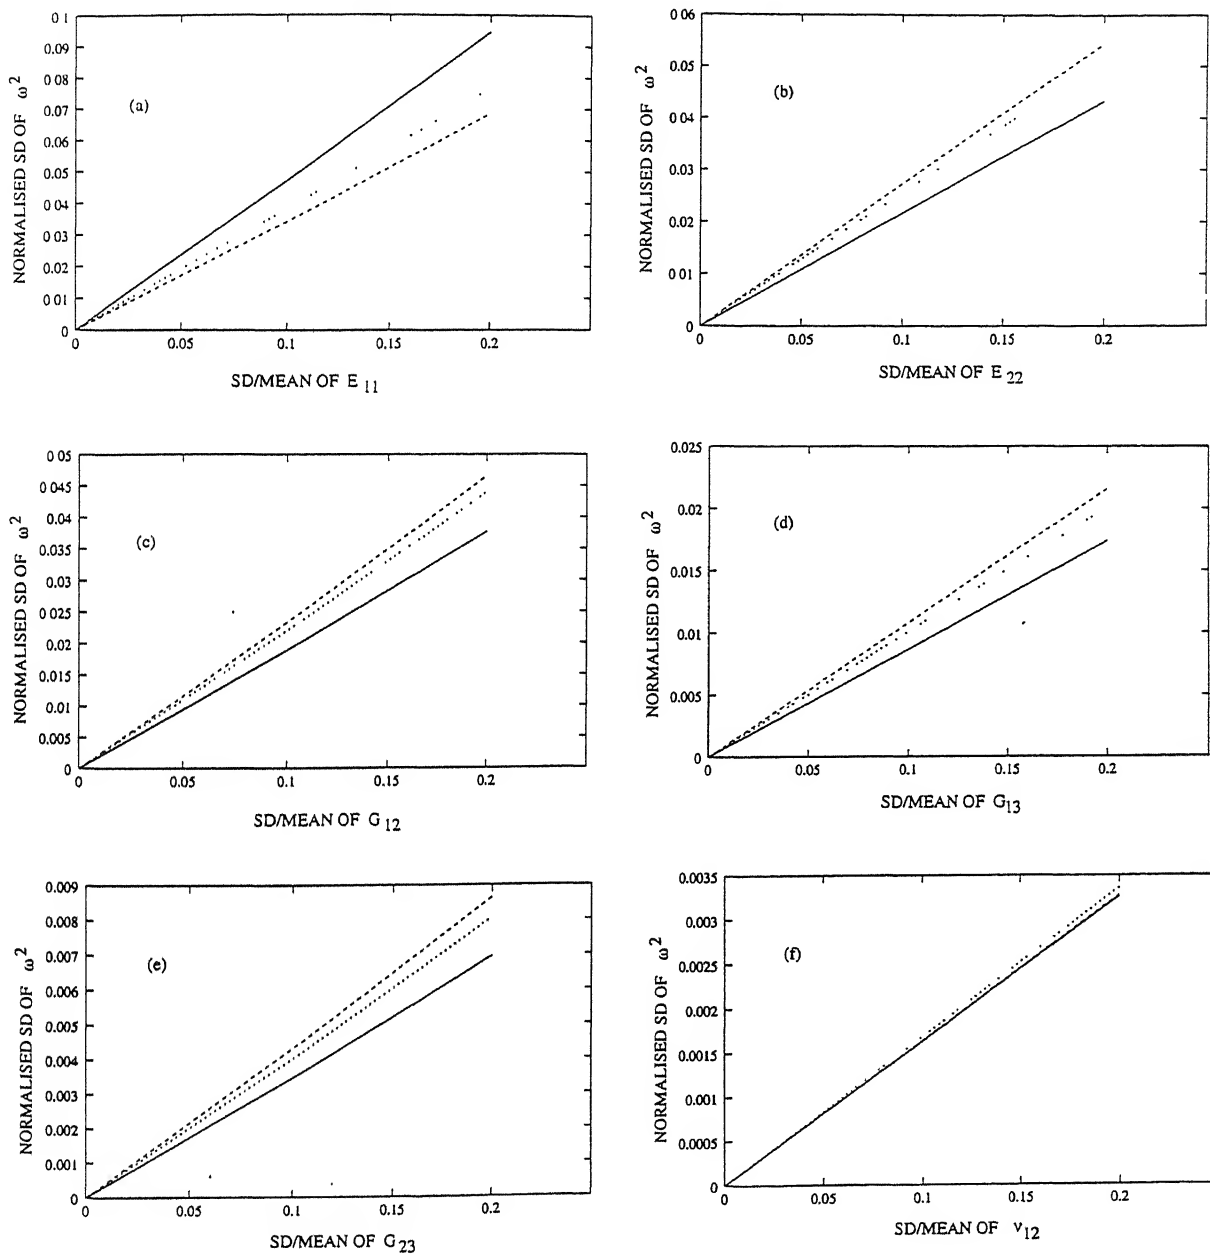 0 1
0.09
0 08
0.07
0.06
0 05
0.04
0 03
0.02
0 01
0
NORMALISED SD OF ω2
(a)
0 0.05 0.1 0.15 0.2
SD/MEAN OF E 11
0 06
0.05
0 04
0 03
0 02
0 01
0
NORMALISED SD OF ω2
(b)
0 0.05 0.1 0.15 0.2
SD/MEAN OF E 22
0 05
0 045
0 04
0.035
0.03
0.025
0.02
0.015
0.01
0.005
0
NORMALISED SD OF ω2
(c)
0 0.05 0.1 0.15 0.2
SD/MEAN OF G 12
0.025
0.02
0.015
0.01
0.005
0
NORMALISED SD OF ω2
(d)
0 0.05 0.1 0.15 0.2
SD/MEAN OF G13
0.009
0.008
0.007
0.006
0.005
0.004
0.003
0.002
0.001
0
NORMALISED SD OF ω2
(e)
0 0.05 0.1 0.15 0.2
SD/MEAN OF G23
0.0035
0.003
0.0025
0.002
0.0015
0.001
0.0005
0
NORMALISED SD OF ω2
(f)
0 0.05 0.1 0.15 0.2
SD/MEAN OF ν12